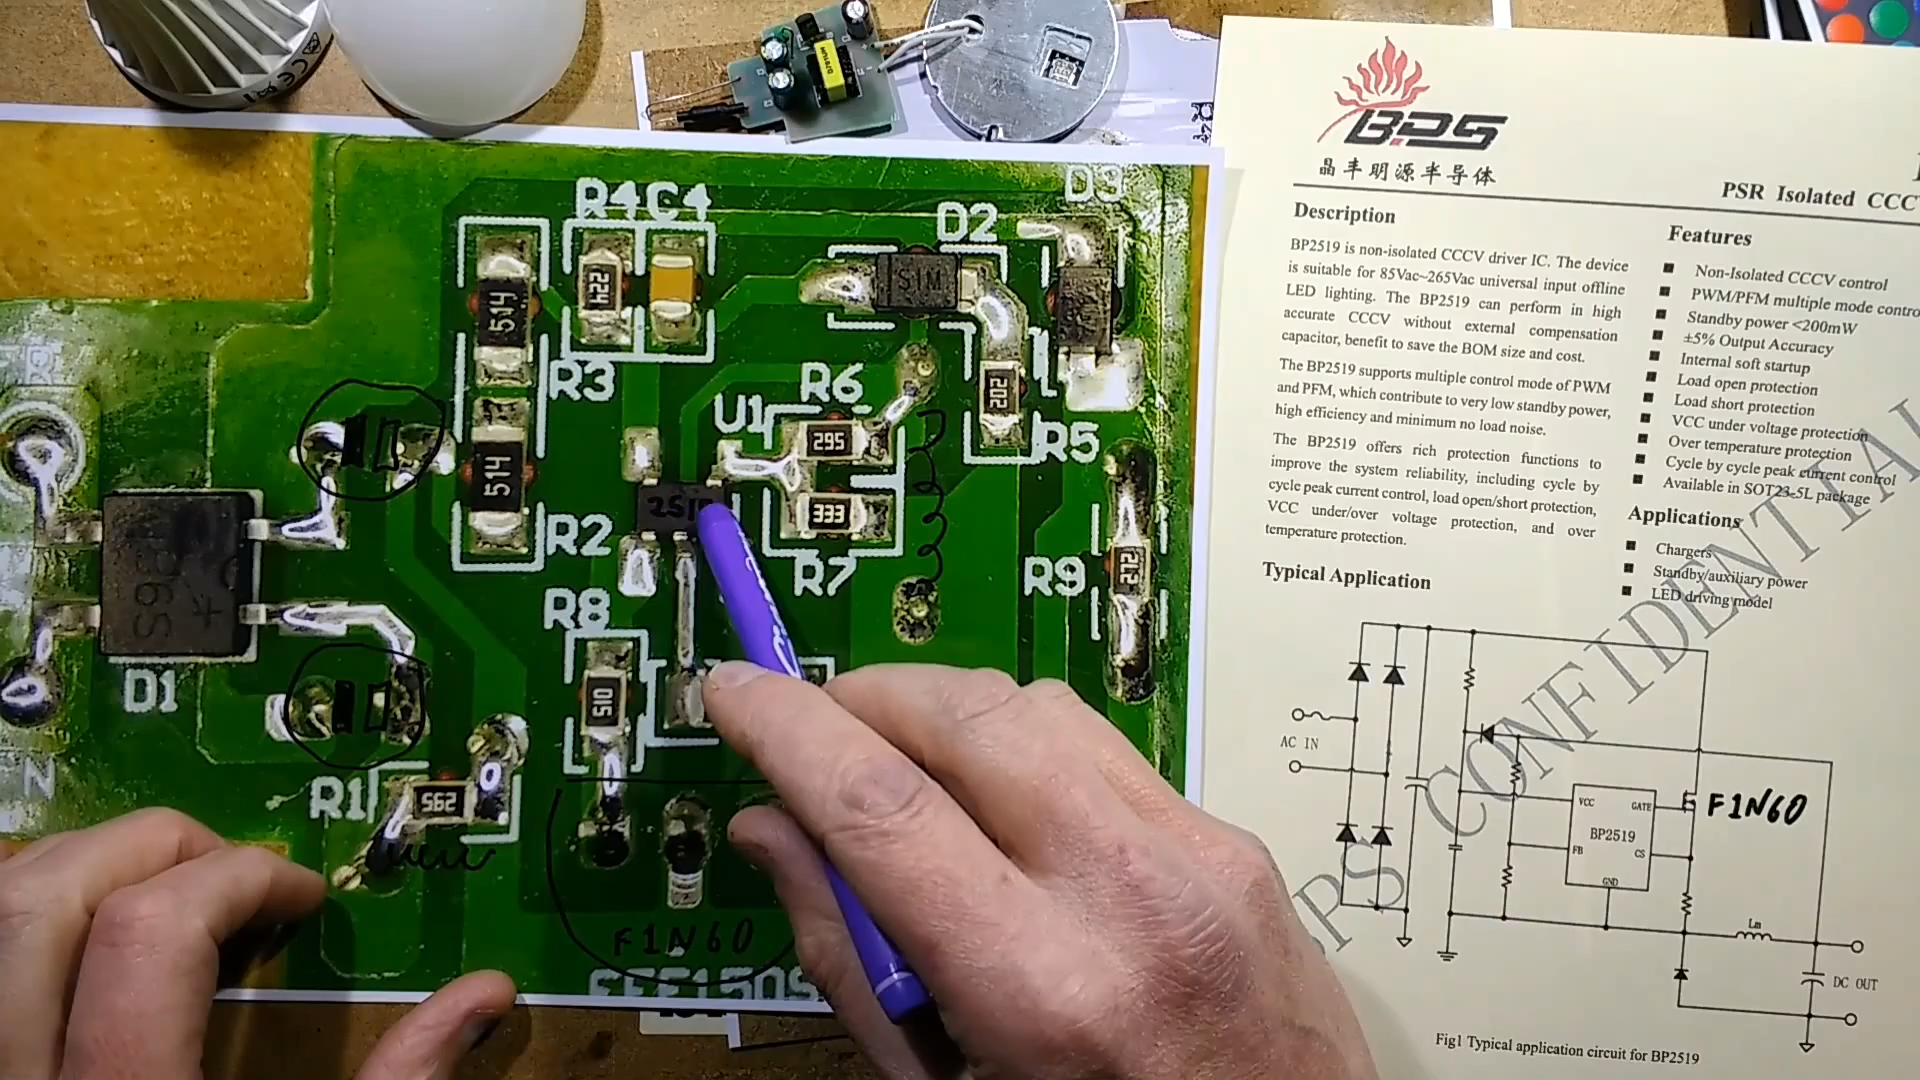 BPS
晶丰明源半导体
PSR Isolated CCC
Description
BP2519 is non-isolated CCCV driver IC. The device
is suitable for 85Vac~265Vac universal input offline
LED lighting. The BP2519 can perform in high
accurate CCCV without external compensation
capacitor, benefit to save the BOM size and cost.
The BP2519 supports multiple control mode of PWM
and PFM, which contribute to very low standby power,
high efficiency and minimum no load noise.
The BP2519 offers rich protection functions to
improve the system reliability, including cycle by
cycle peak current control, load open/short protection,
VCC under/over voltage protection, and over
temperature protection.
Features
Non-Isolated CCCV control
PWM/PFM multiple mode contro
Standby power <200mW
±5% Output Accuracy
Internal soft startup
Load open protection
Load short protection
VCC under voltage protection
Over temperature protection
Cycle by cycle peak current control
Available in SOT23-5L package
Applications
Chargers
Standby/auxiliary power
LED driving model
Typical Application
AC IN
VCC
GATE
BP2519
FB
CS
GND
F1N60
Lm
DC OUT
Fig1 Typical application circuit for BP2519
BPS CONFIDENTIAL
R4 C4
D2
D3
514
224
S1M
R3
R6
U1
295
202
R5
514
R2
333
R7
R9
272
R8
510
D1
R1
562
N
F1N60